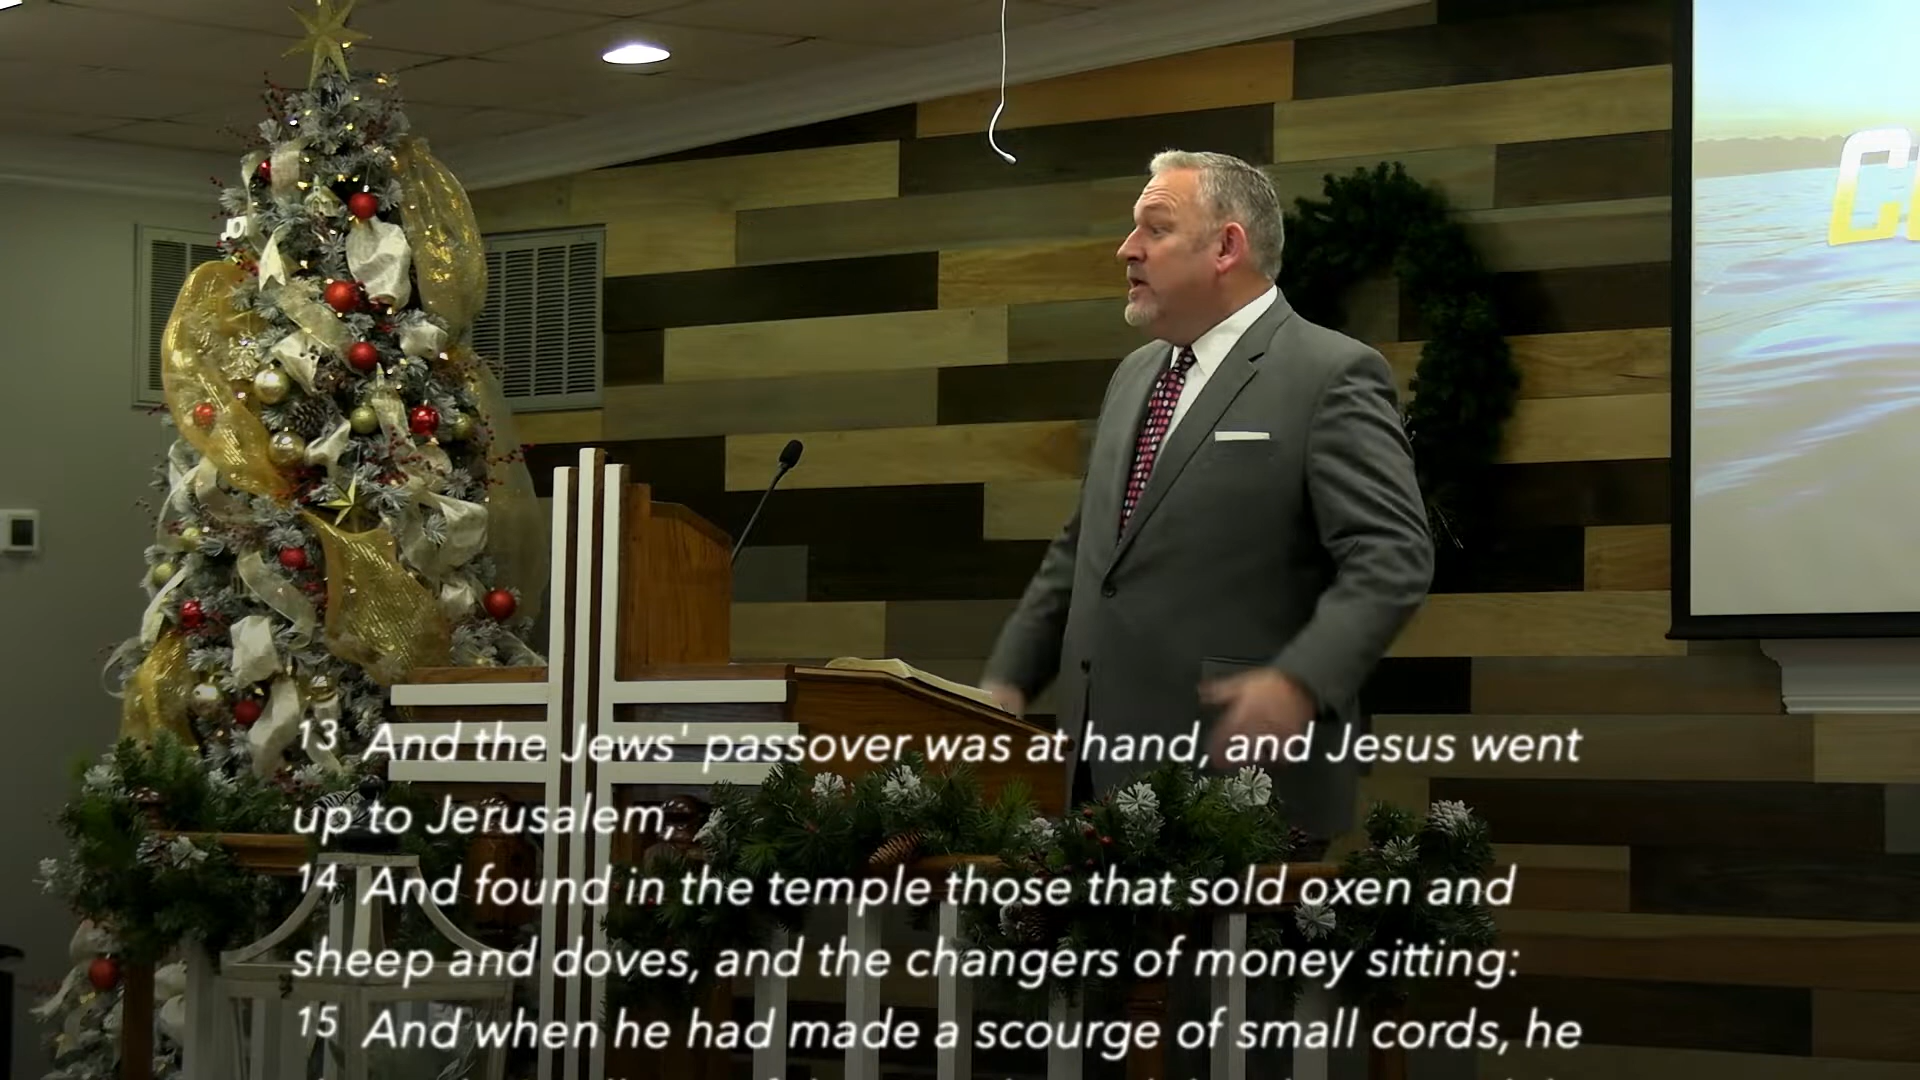 13 And the Jews' passover was at hand, and Jesus went
up to Jerusalem,
14 And found in the temple those that sold oxen and
sheep and doves, and the changers of money sitting:
15 And when he had made a scourge of small cords, he